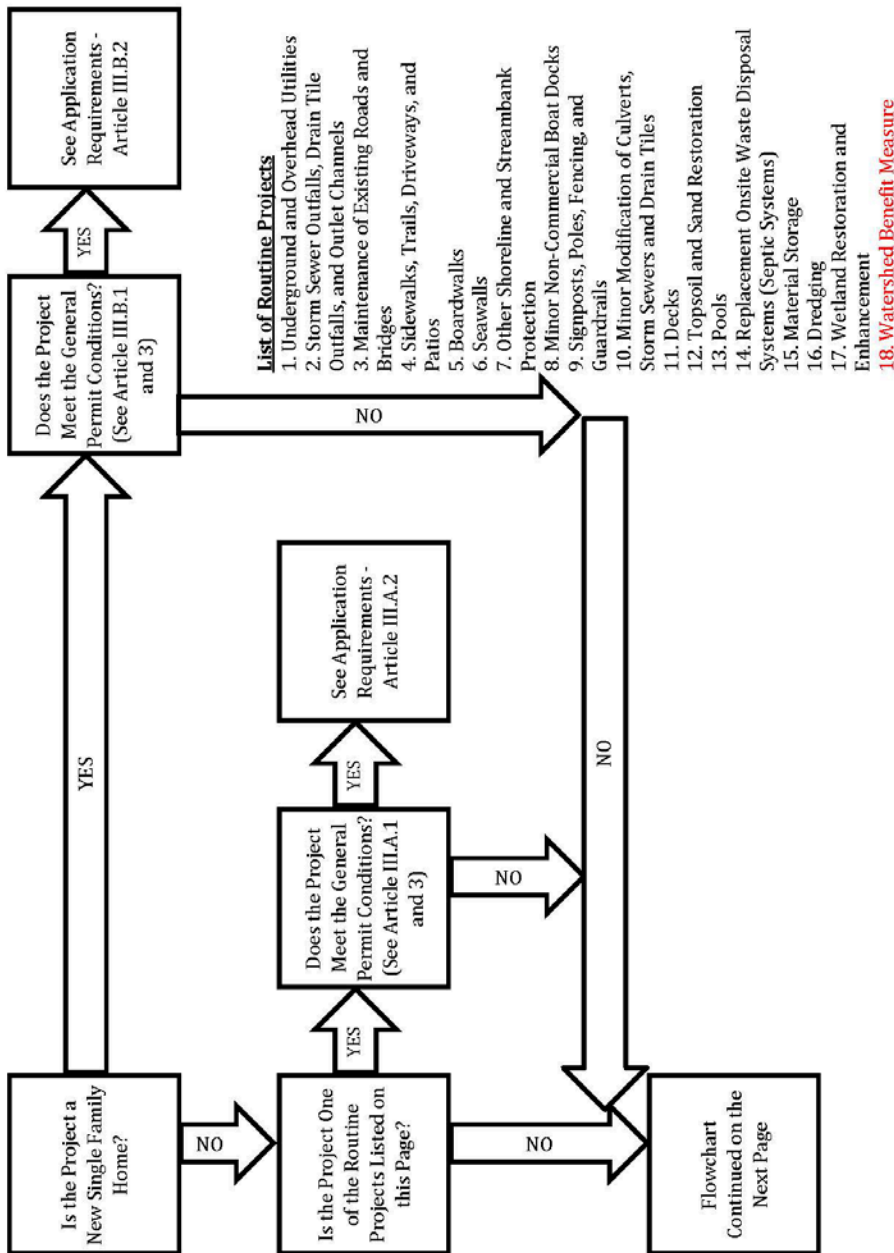 Is the Project a
New Single Family
Home?
YES
Does the Project
Meet the General
Permit Conditions?
(See Article III.B.1
and 3)
YES
See Application
Requirements -
Article III.B.2
NO
NO
Is the Project One
of the Routine
Projects Listed on
this Page?
YES
Does the Project
Meet the General
Permit Conditions?
(See Article III.A.1
and 3)
YES
See Application
Requirements -
Article III.A.2
NO
NO
NO
Flowchart
Continued on the
Next Page
List of Routine Projects
1. Underground and Overhead Utilities
2. Storm Sewer Outfalls, Drain Tile
Outfalls, and Outlet Channels
3. Maintenance of Existing Roads and
Bridges
4. Sidewalks, Trails, Driveways, and
Patios
5. Boardwalks
6. Seawalls
7. Other Shoreline and Streambank
Protection
8. Minor Non-Commercial Boat Docks
9. Signposts, Poles, Fencing, and
Guardrails
10. Minor Modification of Culverts,
Storm Sewers and Drain Tiles
11. Decks
12. Topsoil and Sand Restoration
13. Pools
14. Replacement Onsite Waste Disposal
Systems (Septic Systems)
15. Material Storage
16. Dredging
17. Wetland Restoration and
Enhancement
18. Watershed Benefit Measure